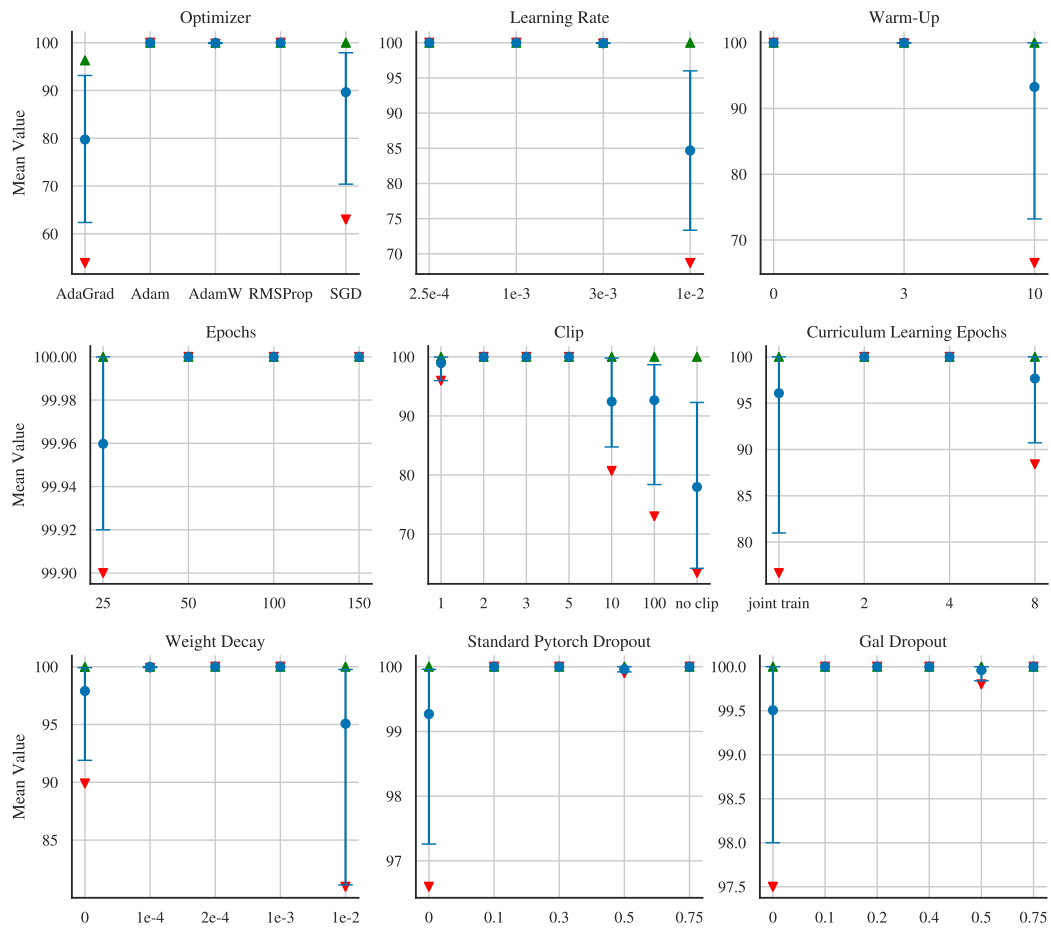 Optimizer
Learning Rate
Warm-Up
Mean Value
100
90
80
70
60
AdaGrad Adam AdamW RMSProp SGD
100
95
90
85
80
75
70
2.5e-4 1e-3 3e-3 1e-2
100
90
80
70
0 3 10
Epochs
Clip
Curriculum Learning Epochs
Mean Value
100.00
99.98
99.96
99.94
99.92
99.90
25 50 100 150
100
90
80
70
1 2 3 5 10 100 no clip
100
95
90
85
80
joint train 2 4 8
Weight Decay
Standard Pytorch Dropout
Gal Dropout
Mean Value
100
95
90
85
0 1e-4 2e-4 1e-3 1e-2
100
99
98
97
0 0.1 0.3 0.5 0.75
100.0
99.5
99.0
98.5
98.0
97.5
0 0.1 0.2 0.4 0.5 0.75